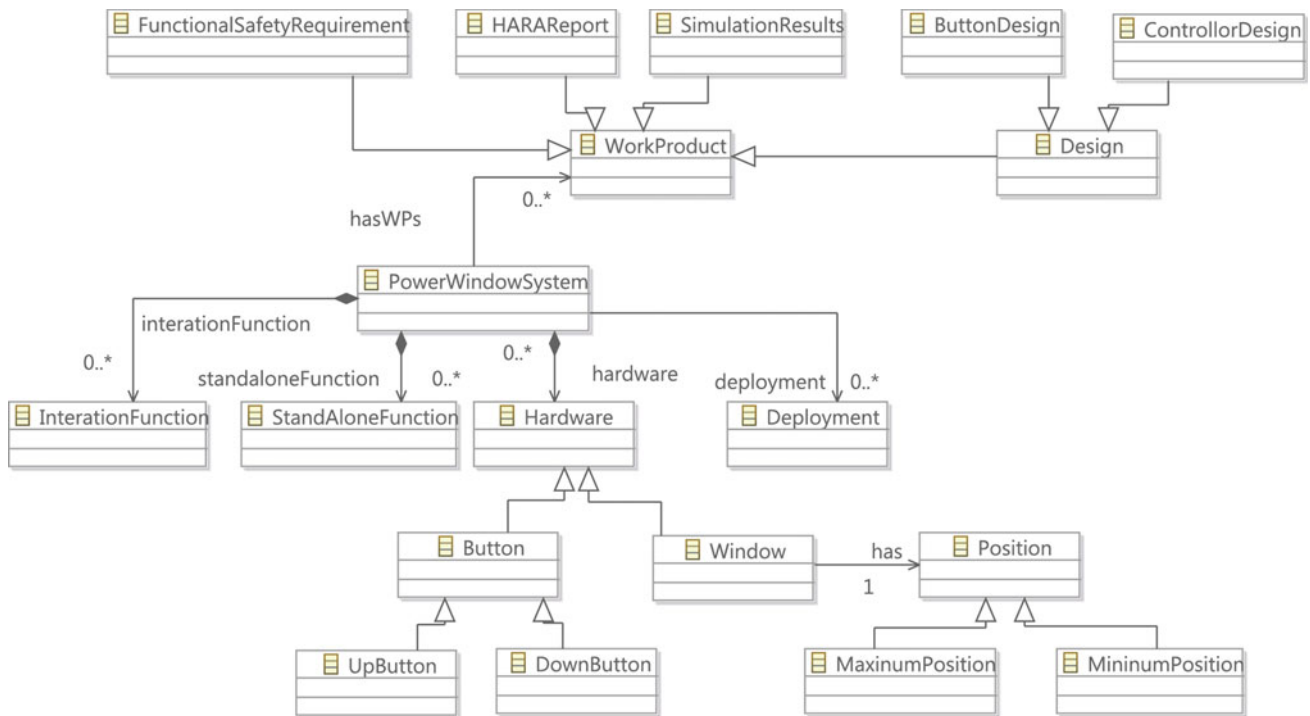 FunctionalSafetyRequirement
HARAReport
SimulationResults
ButtonDesign
ControllorDesign
WorkProduct
Design
0..*
hasWPs
PowerWindowSystem
interationFunction
0..*
standaloneFunction
0..*
0..*
hardware
deployment
0..*
InterationFunction
StandAloneFunction
Hardware
Deployment
Button
Window
has
1
Position
UpButton
DownButton
MaxinumPosition
MininumPosition